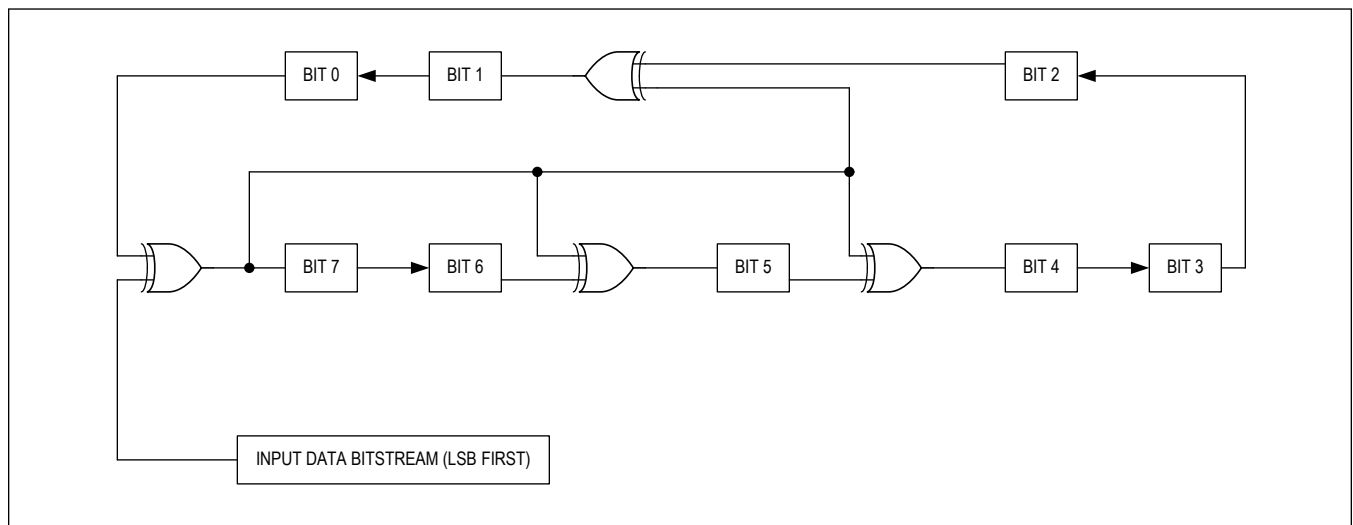 BIT 0
BIT 1
BIT 2
BIT 7
BIT 6
BIT 5
BIT 4
BIT 3
INPUT DATA BITSTREAM (LSB FIRST)